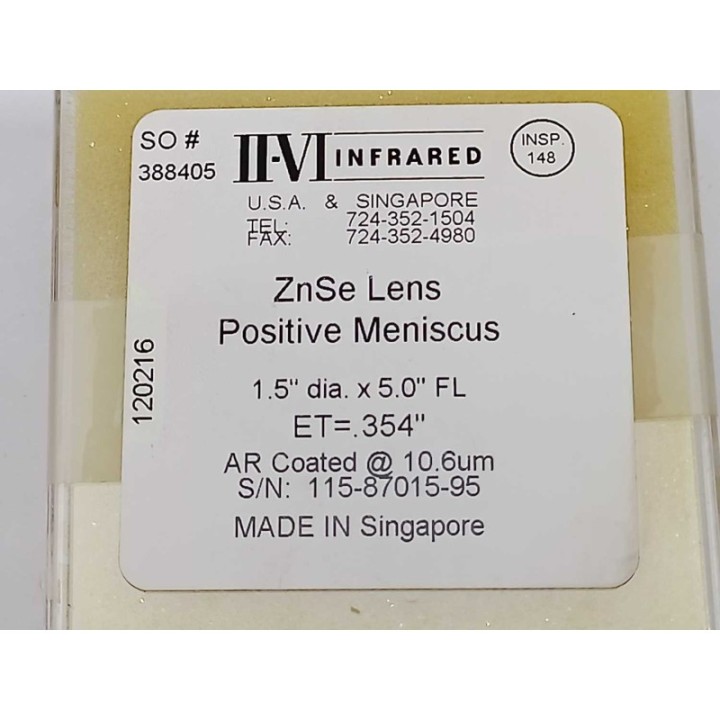 SO #
388405
II-VI INFRARED
INSP.
148
U.S.A. & SINGAPORE
TEL: 724-352-1504
FAX: 724-352-4980
ZnSe Lens
Positive Meniscus
120216
1.5" dia. x 5.0" FL
ET=.354"
AR Coated @ 10.6um
S/N: 115-87015-95
MADE IN Singapore